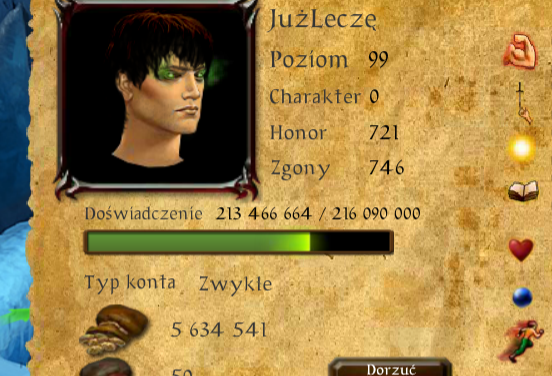 JużLeczę
Poziom 99
Charakter 0
Honor 721
Zgony 746
Doświadczenie 213 466 664 / 216 090 000
Typ konta Zwykłe
5 634 541
Dorzuć